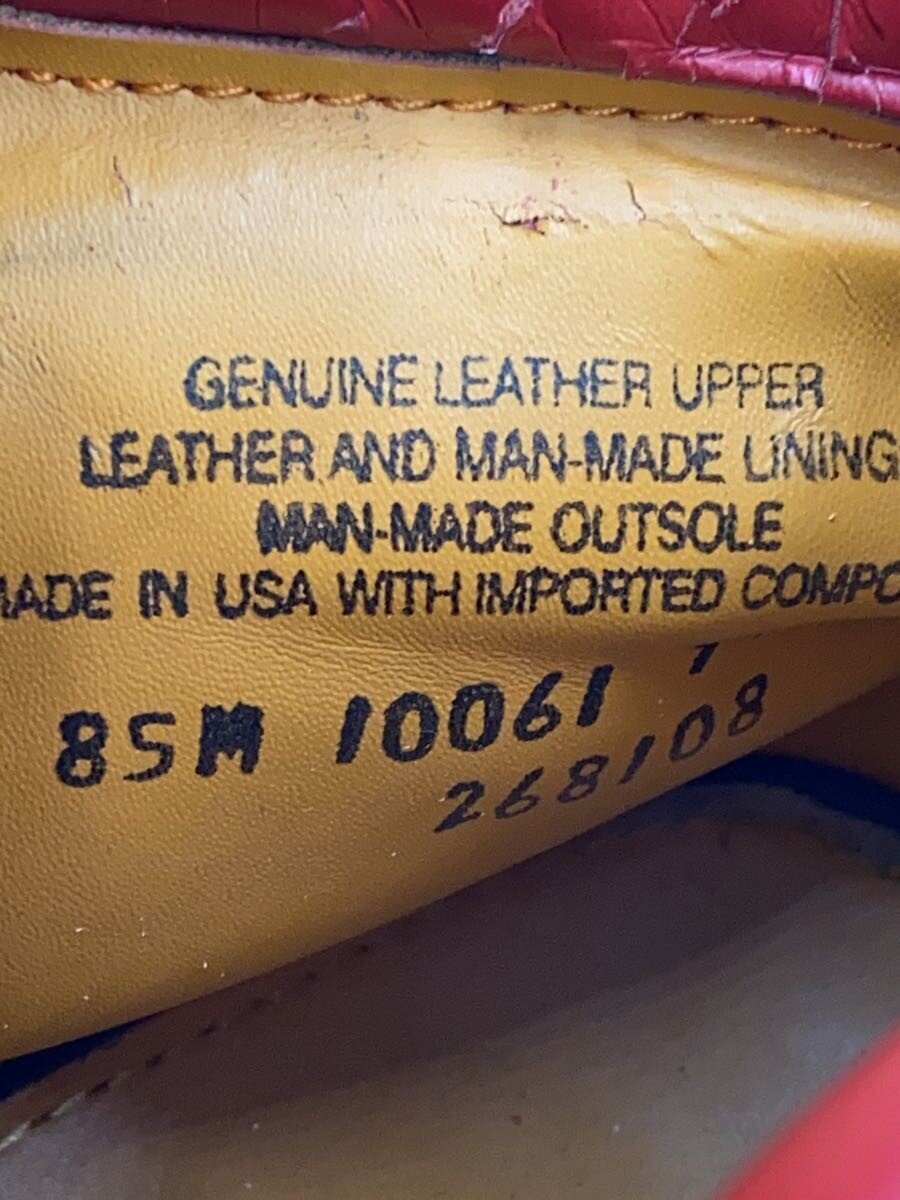 GENUINE LEATHER UPPER
LEATHER AND MAN-MADE LINING
MAN-MADE OUTSOLE
MADE IN USA WITH IMPORTED COMPO
85M 10061
268108